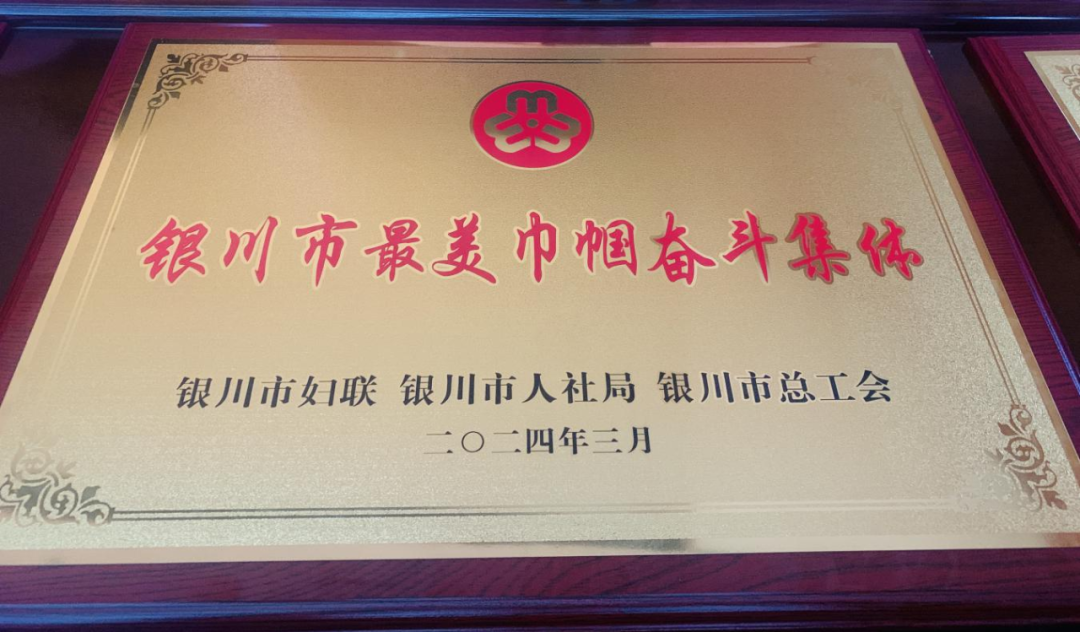 银川市最美巾帼奋斗集体
银川市妇联 银川市人社局 银川市总工会
二〇二四年三月